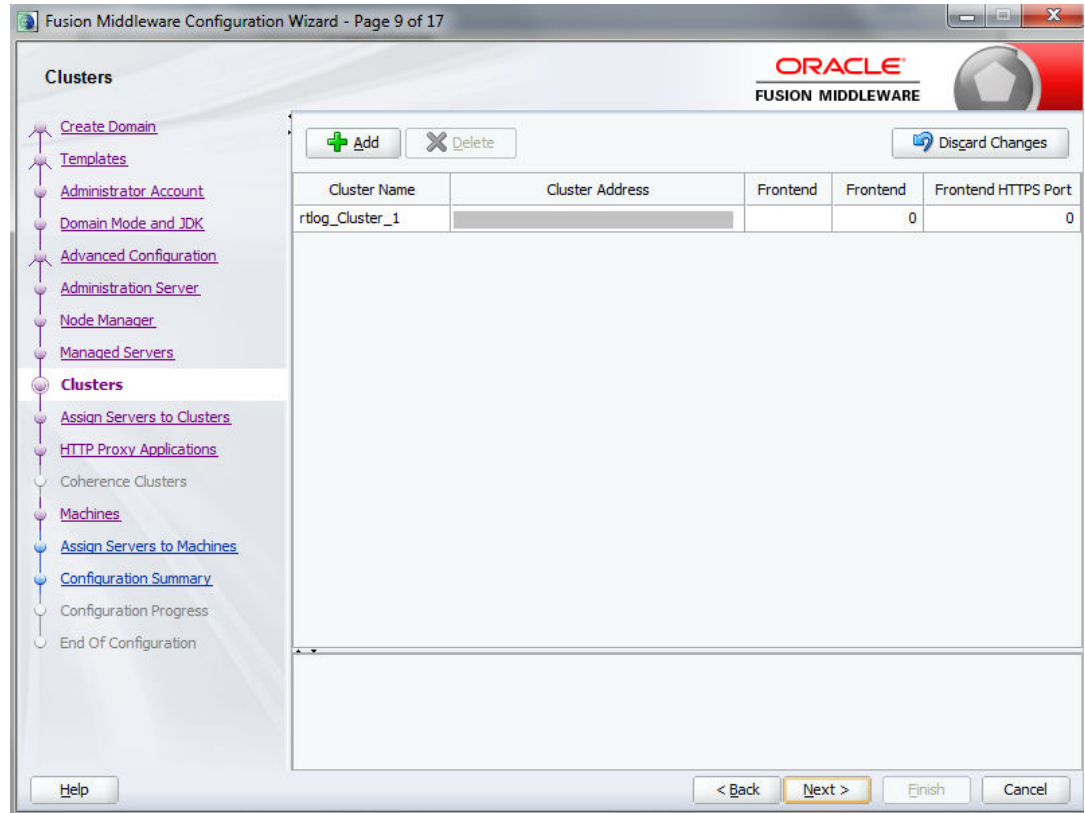 Fusion Middleware Configuration Wizard - Page 9 of 17
Clusters
ORACLE
FUSION MIDDLEWARE
Create Domain
Templates
Administrator Account
Domain Mode and JDK
Advanced Configuration
Administration Server
Node Manager
Managed Servers
Clusters
Assign Servers to Clusters
HTTP Proxy Applications
Coherence Clusters
Machines
Assign Servers to Machines
Configuration Summary
Configuration Progress
End Of Configuration
Add Delete Discard Changes
Cluster Name Cluster Address Frontend Frontend Frontend HTTPS Port
rtlog_Cluster_1 0 0
Help < Back Next > Finish Cancel